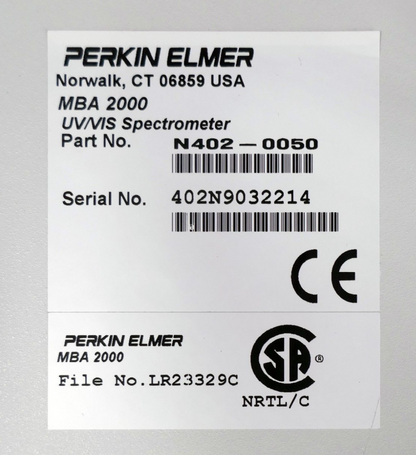 PERKIN ELMER
Norwalk, CT 06859 USA
MBA 2000
UV/VIS Spectrometer
Part No. N402-0050
Serial No. 402N9032214
CE
PERKIN ELMER
MBA 2000
File No.LR23329C
SA ®
NRTL/C